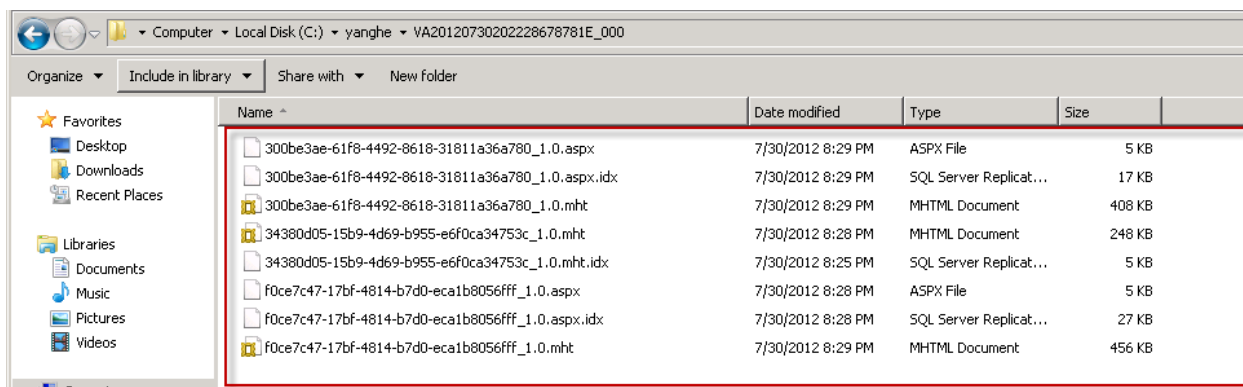 Computer Local Disk (C:) yanghe VA20120730202228678781E_000
Organize Include in library Share with New folder
Favorites
Desktop
Downloads
Recent Places
Libraries
Documents
Music
Pictures
Videos
Name Date modified Type Size
300be3ae-61f8-4492-8618-31811a36a780_1.0.aspx 7/30/2012 8:29 PM ASPX File 5 KB
300be3ae-61f8-4492-8618-31811a36a780_1.0.aspx.idx 7/30/2012 8:29 PM SQL Server Replicat... 17 KB
300be3ae-61f8-4492-8618-31811a36a780_1.0.mht 7/30/2012 8:29 PM MHTML Document 408 KB
34380d05-15b9-4d69-b955-e6f0ca34753c_1.0.mht 7/30/2012 8:28 PM MHTML Document 248 KB
34380d05-15b9-4d69-b955-e6f0ca34753c_1.0.mht.idx 7/30/2012 8:25 PM SQL Server Replicat... 5 KB
f0ce7c47-17bf-4814-b7d0-eca1b8056fff_1.0.aspx 7/30/2012 8:28 PM ASPX File 5 KB
f0ce7c47-17bf-4814-b7d0-eca1b8056fff_1.0.aspx.idx 7/30/2012 8:28 PM SQL Server Replicat... 27 KB
f0ce7c47-17bf-4814-b7d0-eca1b8056fff_1.0.mht 7/30/2012 8:29 PM MHTML Document 456 KB